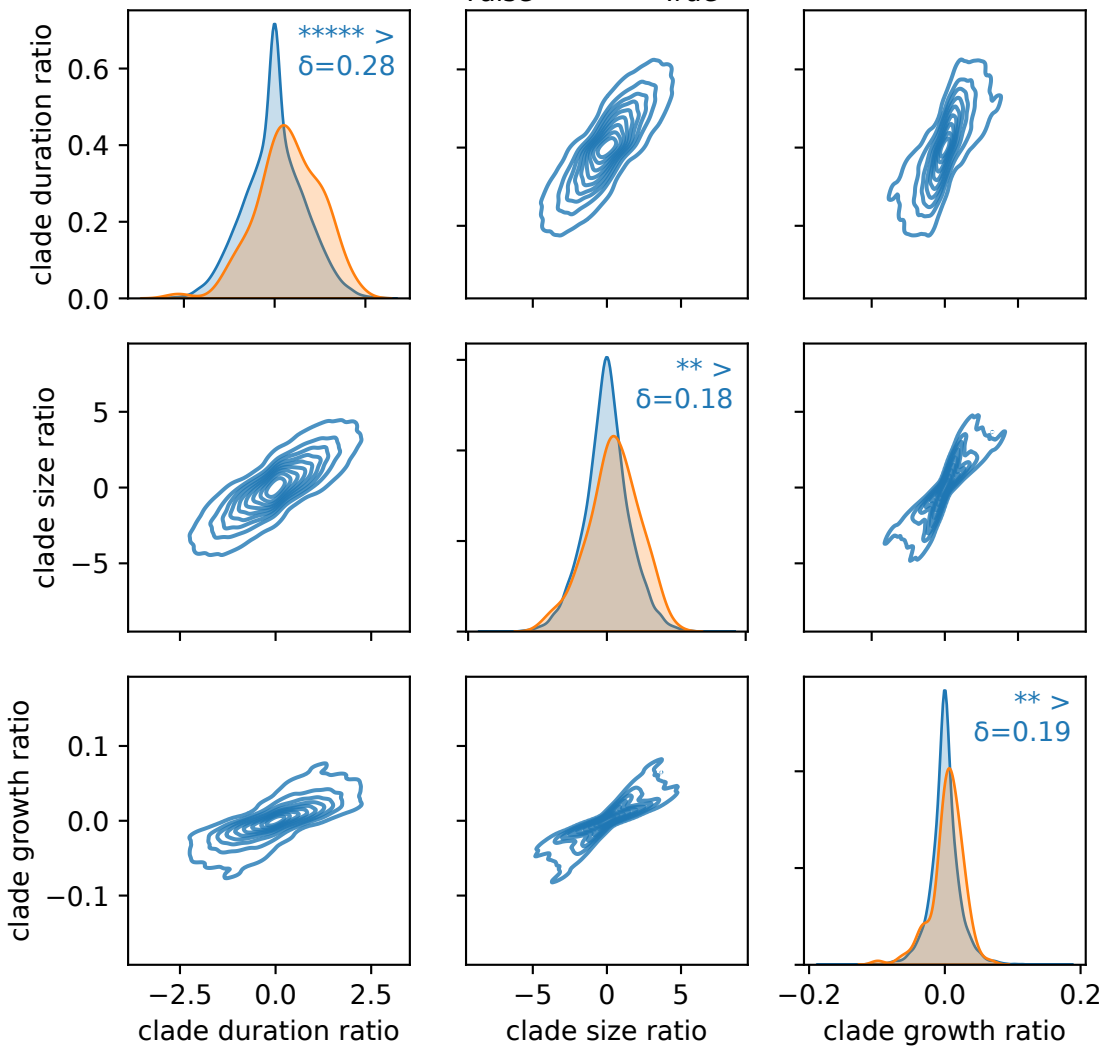 clade duration ratio
0.6
0.4
0.2
0.0
***** >
δ=0.28
clade size ratio
5
0
−5
** >
δ=0.18
clade growth ratio
0.1
0.0
−0.1
** >
δ=0.19
−2.5 0.0 2.5
−5 0 5
−0.2 0.0 0.2
clade duration ratio
clade size ratio
clade growth ratio